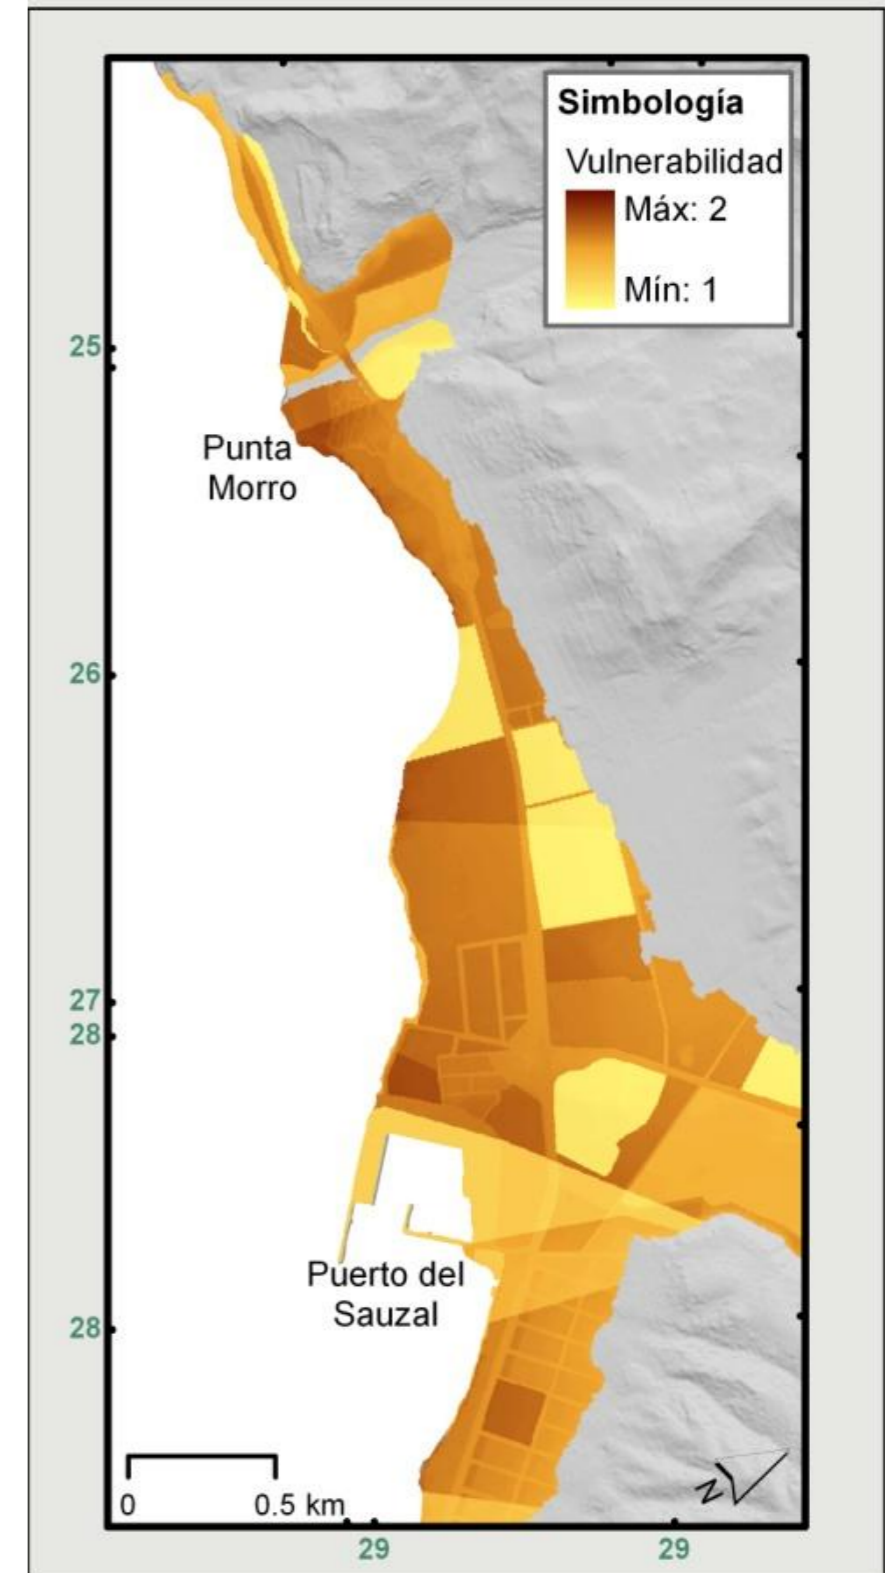 Simbología
Vulnerabilidad
Máx: 2
Mín: 1
25
Punta
Morro
26
27
28
Puerto del
Sauzal
28
0 0.5 km
N
29 29